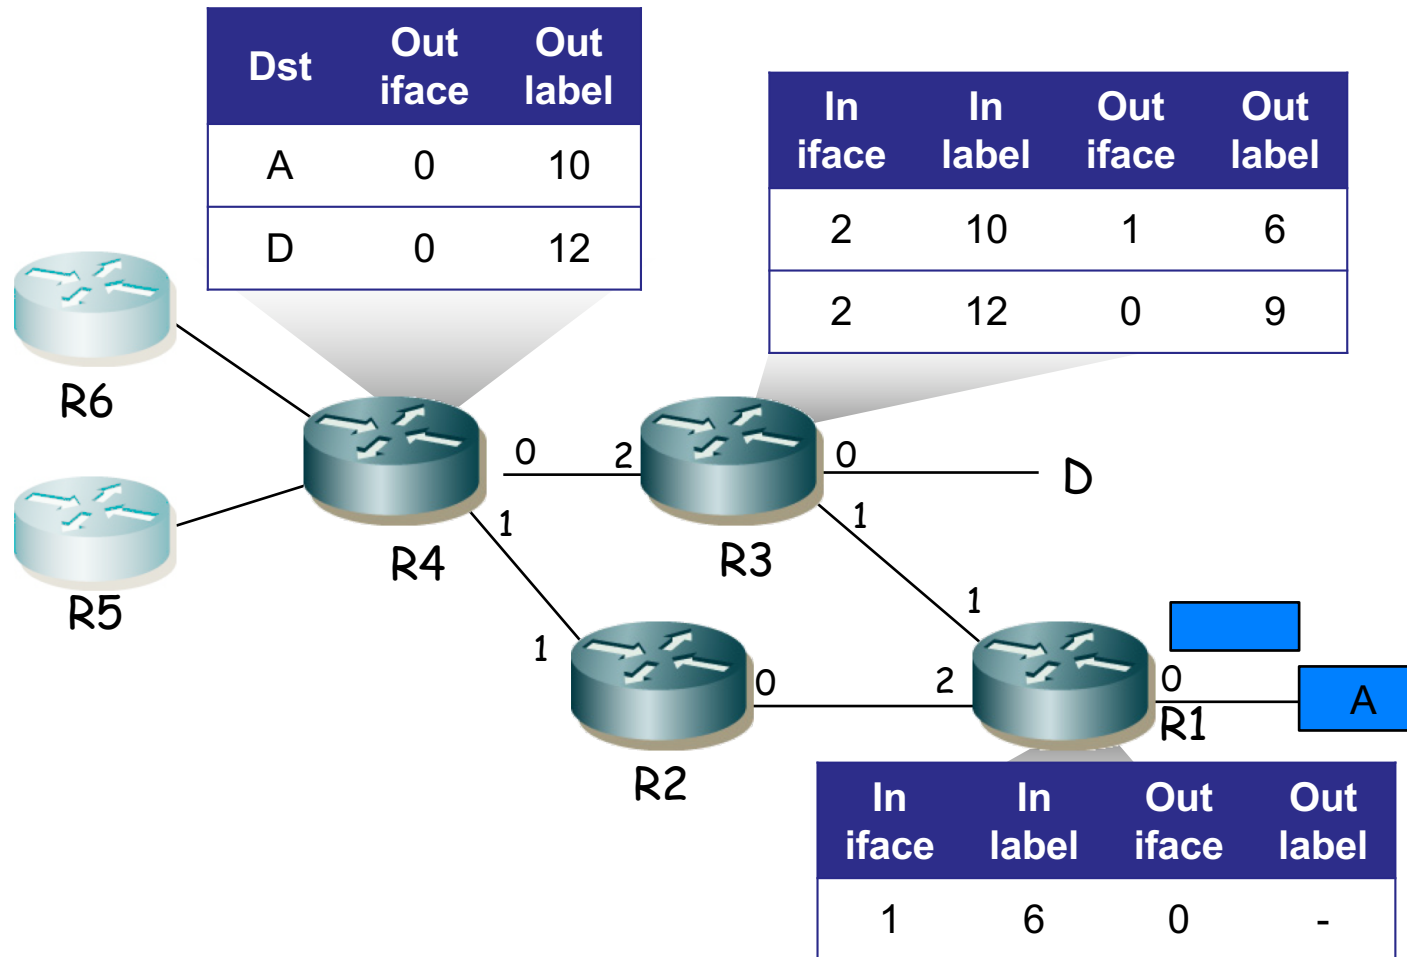 Dst Out iface Out label
A 0 10
D 0 12
In iface In label Out iface Out label
2 10 1 6
2 12 0 9
R6
R5
R4
0
1
2
R3
0
1
D
1
R2
0
1
2
R1
0
A
In iface In label Out iface Out label
1 6 0 -